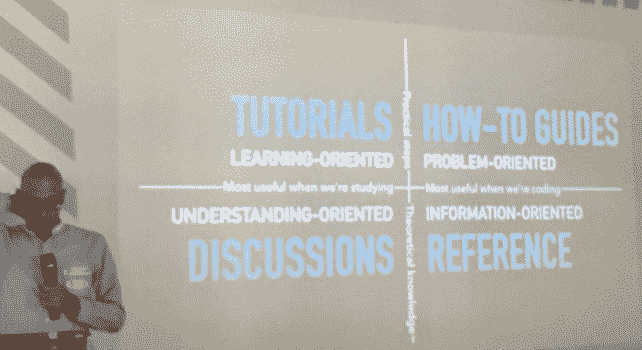 TUTORIALS
HOW-TO GUIDES
LEARNING-ORIENTED
PROBLEM-ORIENTED
Practical steps
Most useful when we're studying
Most useful when we're coding
Theoretical knowledge
UNDERSTANDING-ORIENTED
INFORMATION-ORIENTED
DISCUSSIONS
REFERENCE